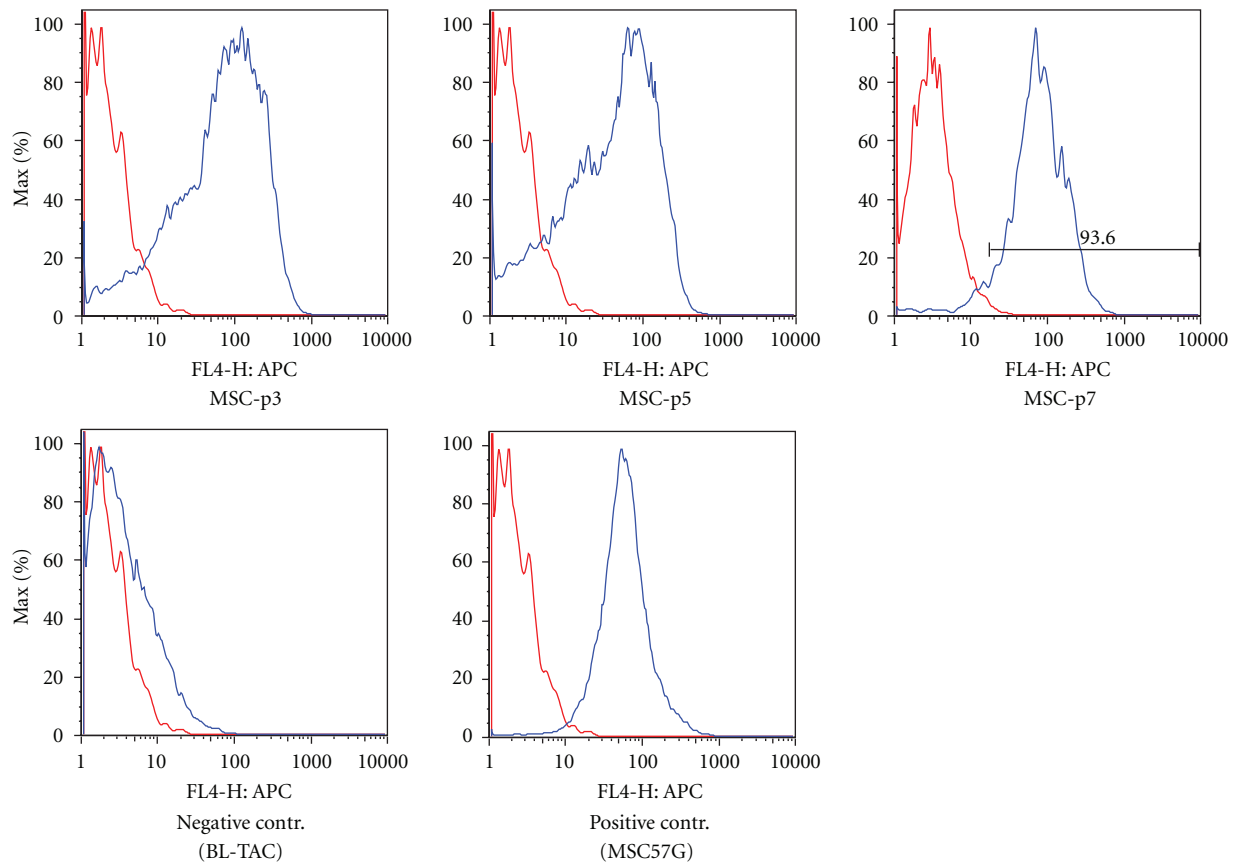 Max (%)
100
80
60
40
20
0
1 10 100 1000 10000
FL4-H: APC
MSC-p3
100
80
60
40
20
0
1 10 100 1000 10000
FL4-H: APC
MSC-p5
100
80
60
40
20
0
93.6
1 10 100 1000 10000
FL4-H: APC
MSC-p7
Max (%)
100
80
60
40
20
0
1 10 100 1000 10000
FL4-H: APC
Negative contr.
(BL-TAC)
100
80
60
40
20
0
1 10 100 1000 10000
FL4-H: APC
Positive contr.
(MSC57G)